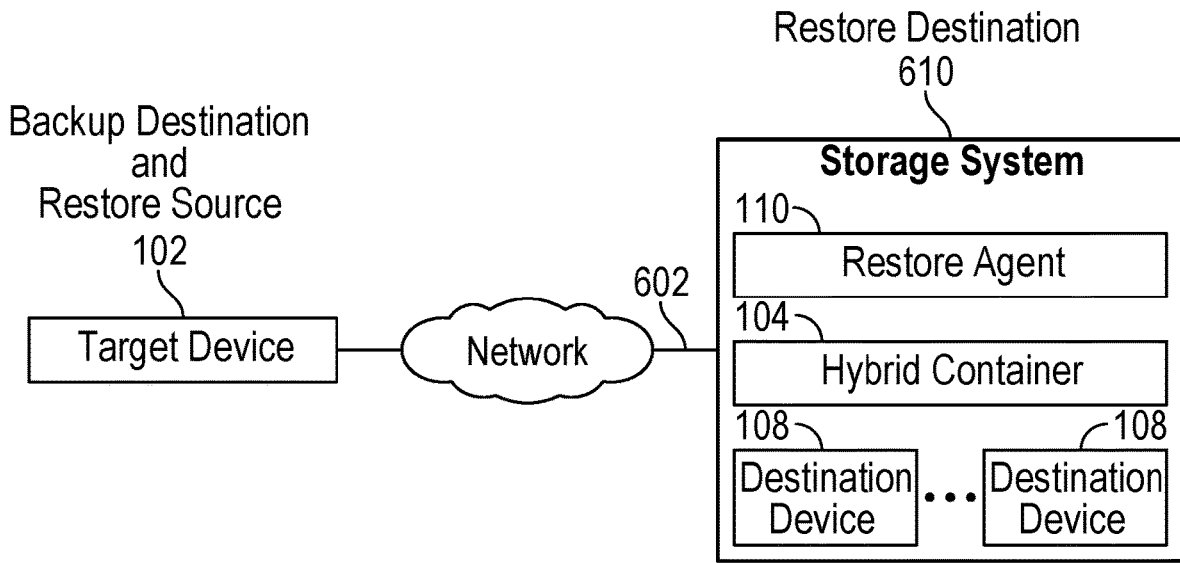 Restore Destination
610
Backup Destination
and
Restore Source
102
Target Device
Network
602
Storage System
110
Restore Agent
104
Hybrid Container
108
108
Destination
Device
Destination
Device